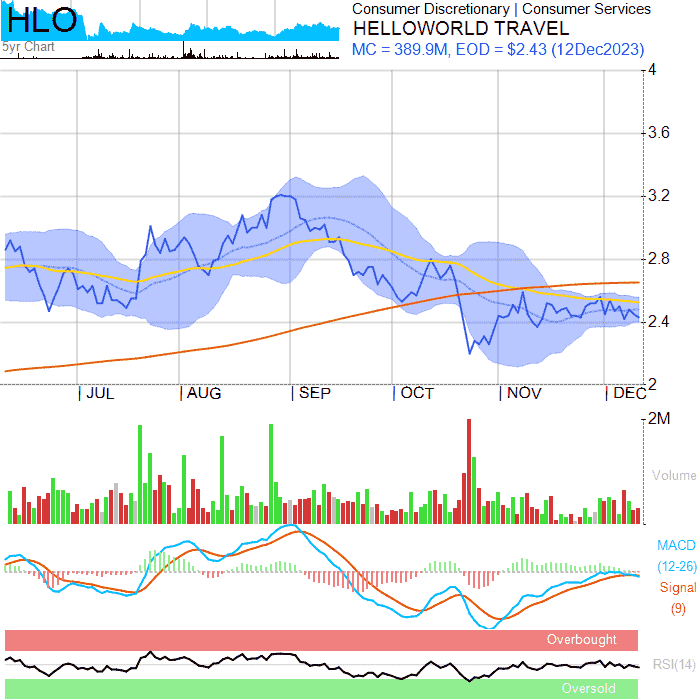 HLO
5yr Chart
Consumer Discretionary | Consumer Services
HELLOWORLD TRAVEL
MC = 389.9M, EOD = $2.43 (12Dec2023)
4
3.6
3.2
2.8
2.4
2
| JUL | AUG | SEP | OCT | NOV | DEC
2M
Volume
MACD
(12-26)
Signal
(9)
Overbought
RSI(14)
Oversold